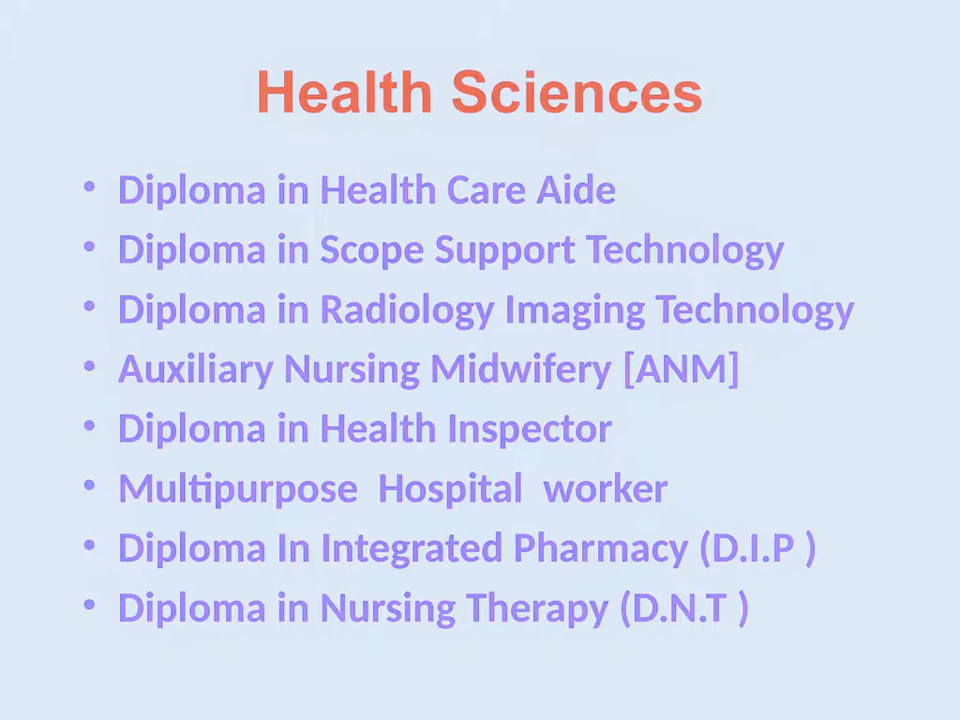 Health Sciences
• Diploma in Health Care Aide
• Diploma in Scope Support Technology
• Diploma in Radiology Imaging Technology
• Auxiliary Nursing Midwifery [ANM]
• Diploma in Health Inspector
• Multipurpose Hospital worker
• Diploma In Integrated Pharmacy (D.I.P )
• Diploma in Nursing Therapy (D.N.T )